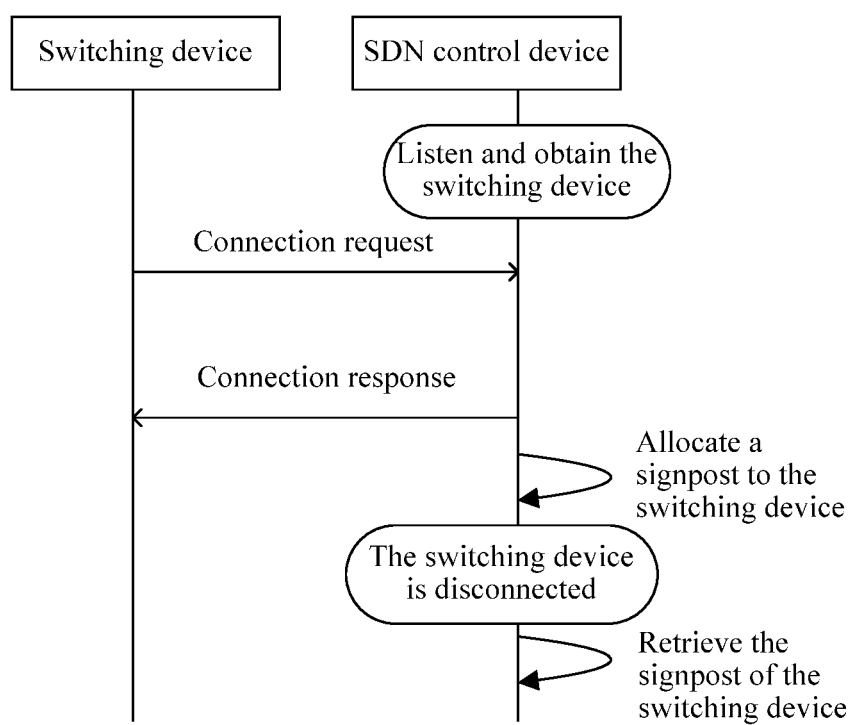 Switching device
SDN control device
Listen and obtain the
switching device
Connection request
Connection response
Allocate a
signpost to the
switching device
The switching device
is disconnected
Retrieve the
signpost of the
switching device